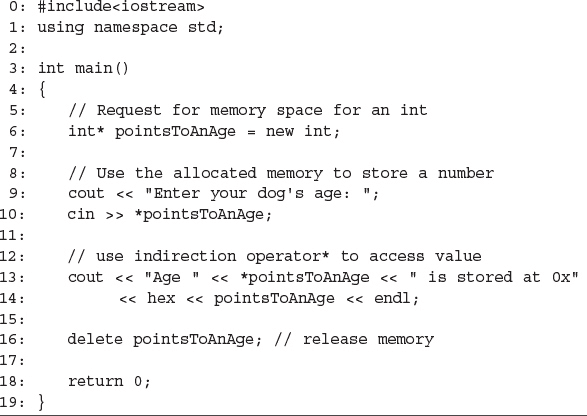 0: #include<iostream>
1: using namespace std;
2:
3: int main()
4: {
5: // Request for memory space for an int
6: int* pointsToAnAge = new int;
7:
8: // Use the allocated memory to store a number
9: cout << "Enter your dog's age: ";
10: cin >> *pointsToAnAge;
11:
12: // use indirection operator* to access value
13: cout << "Age " << *pointsToAnAge << " is stored at 0x"
14: << hex << pointsToAnAge << endl;
15:
16: delete pointsToAnAge; // release memory
17:
18: return 0;
19: }